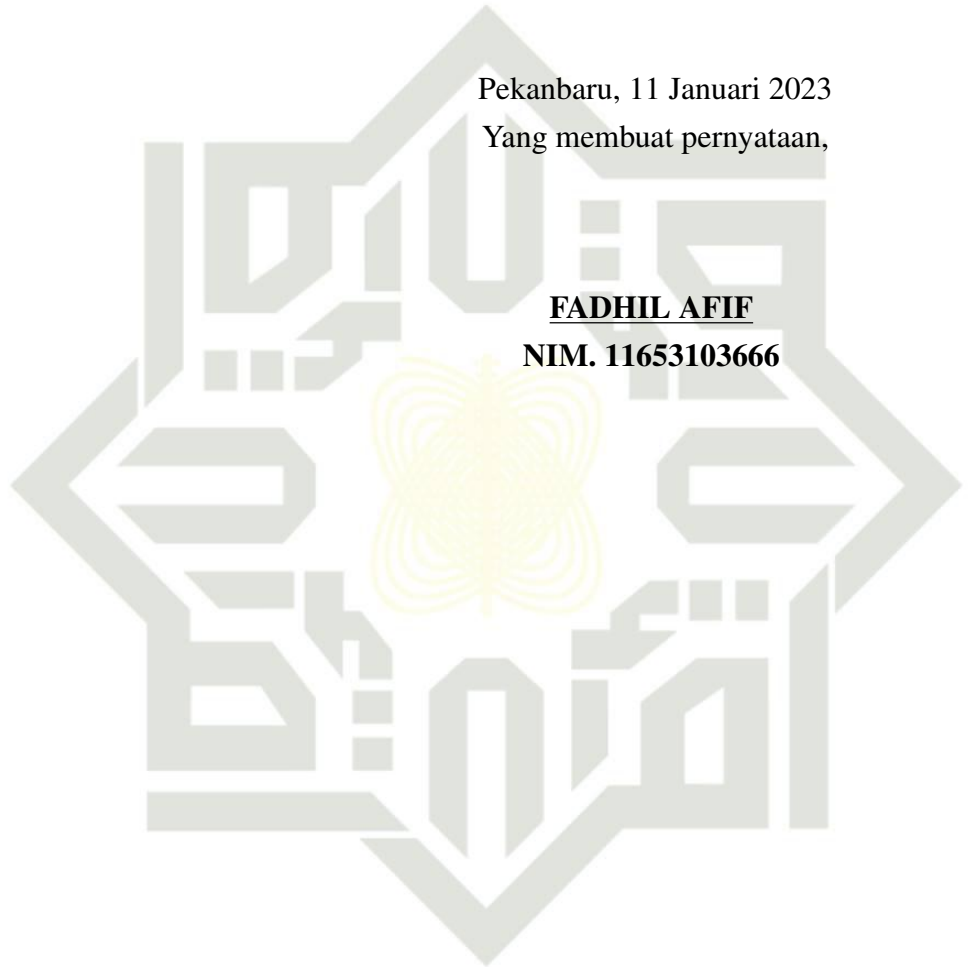 Pekanbaru, 11 Januari 2023
Yang membuat pernyataan,
FADHIL AFIF
NIM. 11653103666